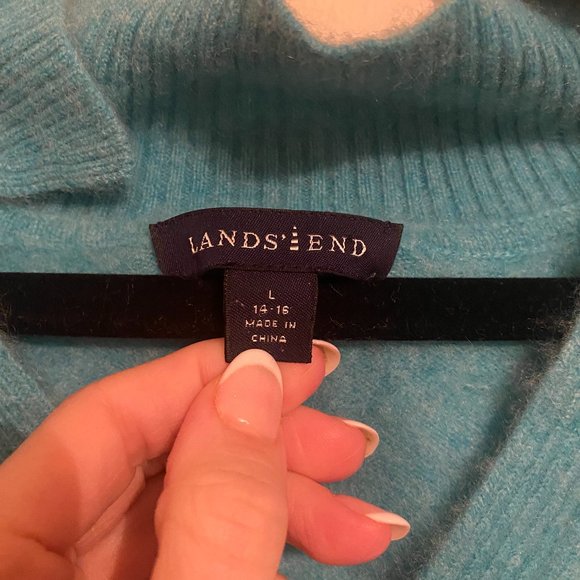 LANDS' END
L
14-16
MADE IN
CHINA